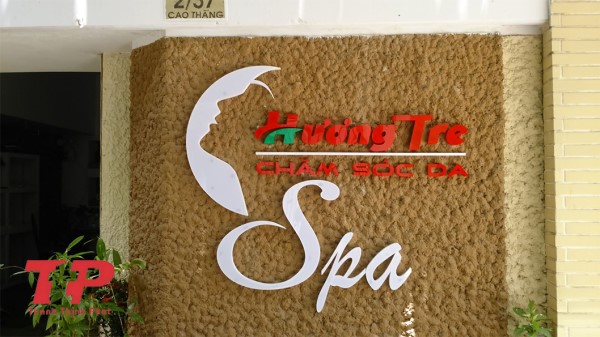 2/37
CAO THẮNG
Hương Tre
CHĂM SÓC DA
Spa
TP